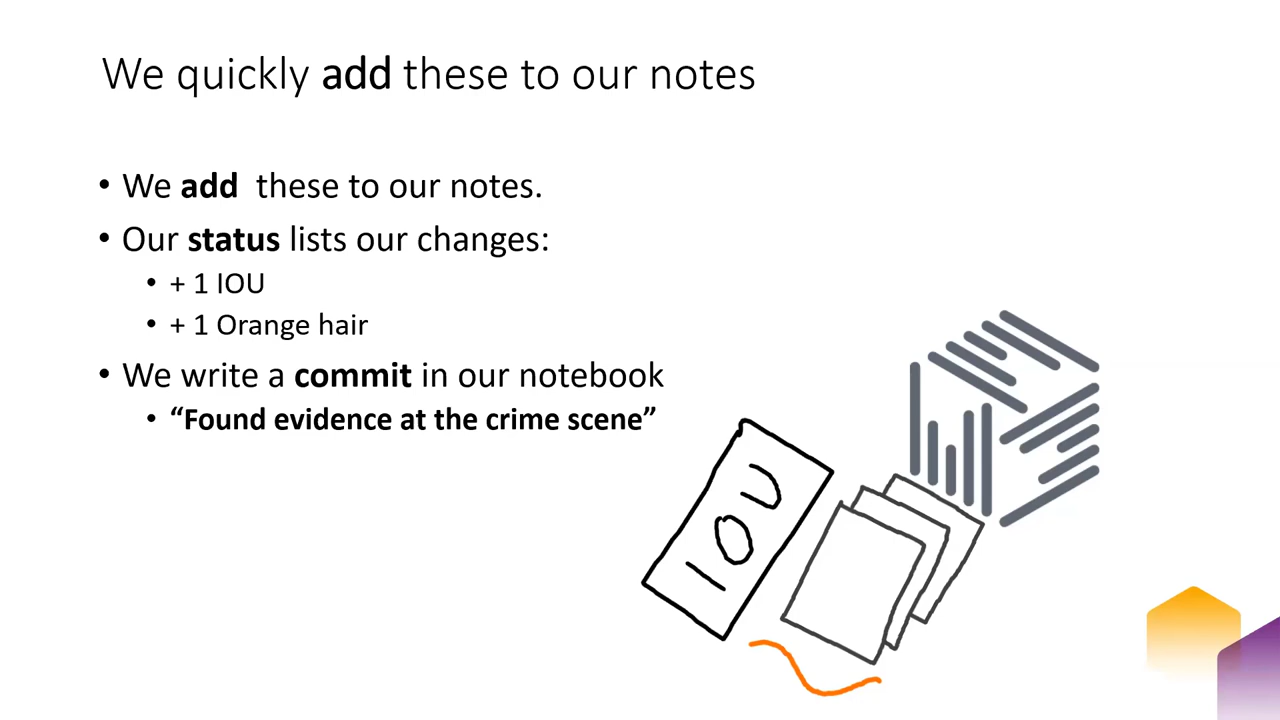 We quickly add these to our notes
• We add these to our notes.
• Our status lists our changes:
• + 1 IOU
• + 1 Orange hair
• We write a commit in our notebook
• “Found evidence at the crime scene”
IOU